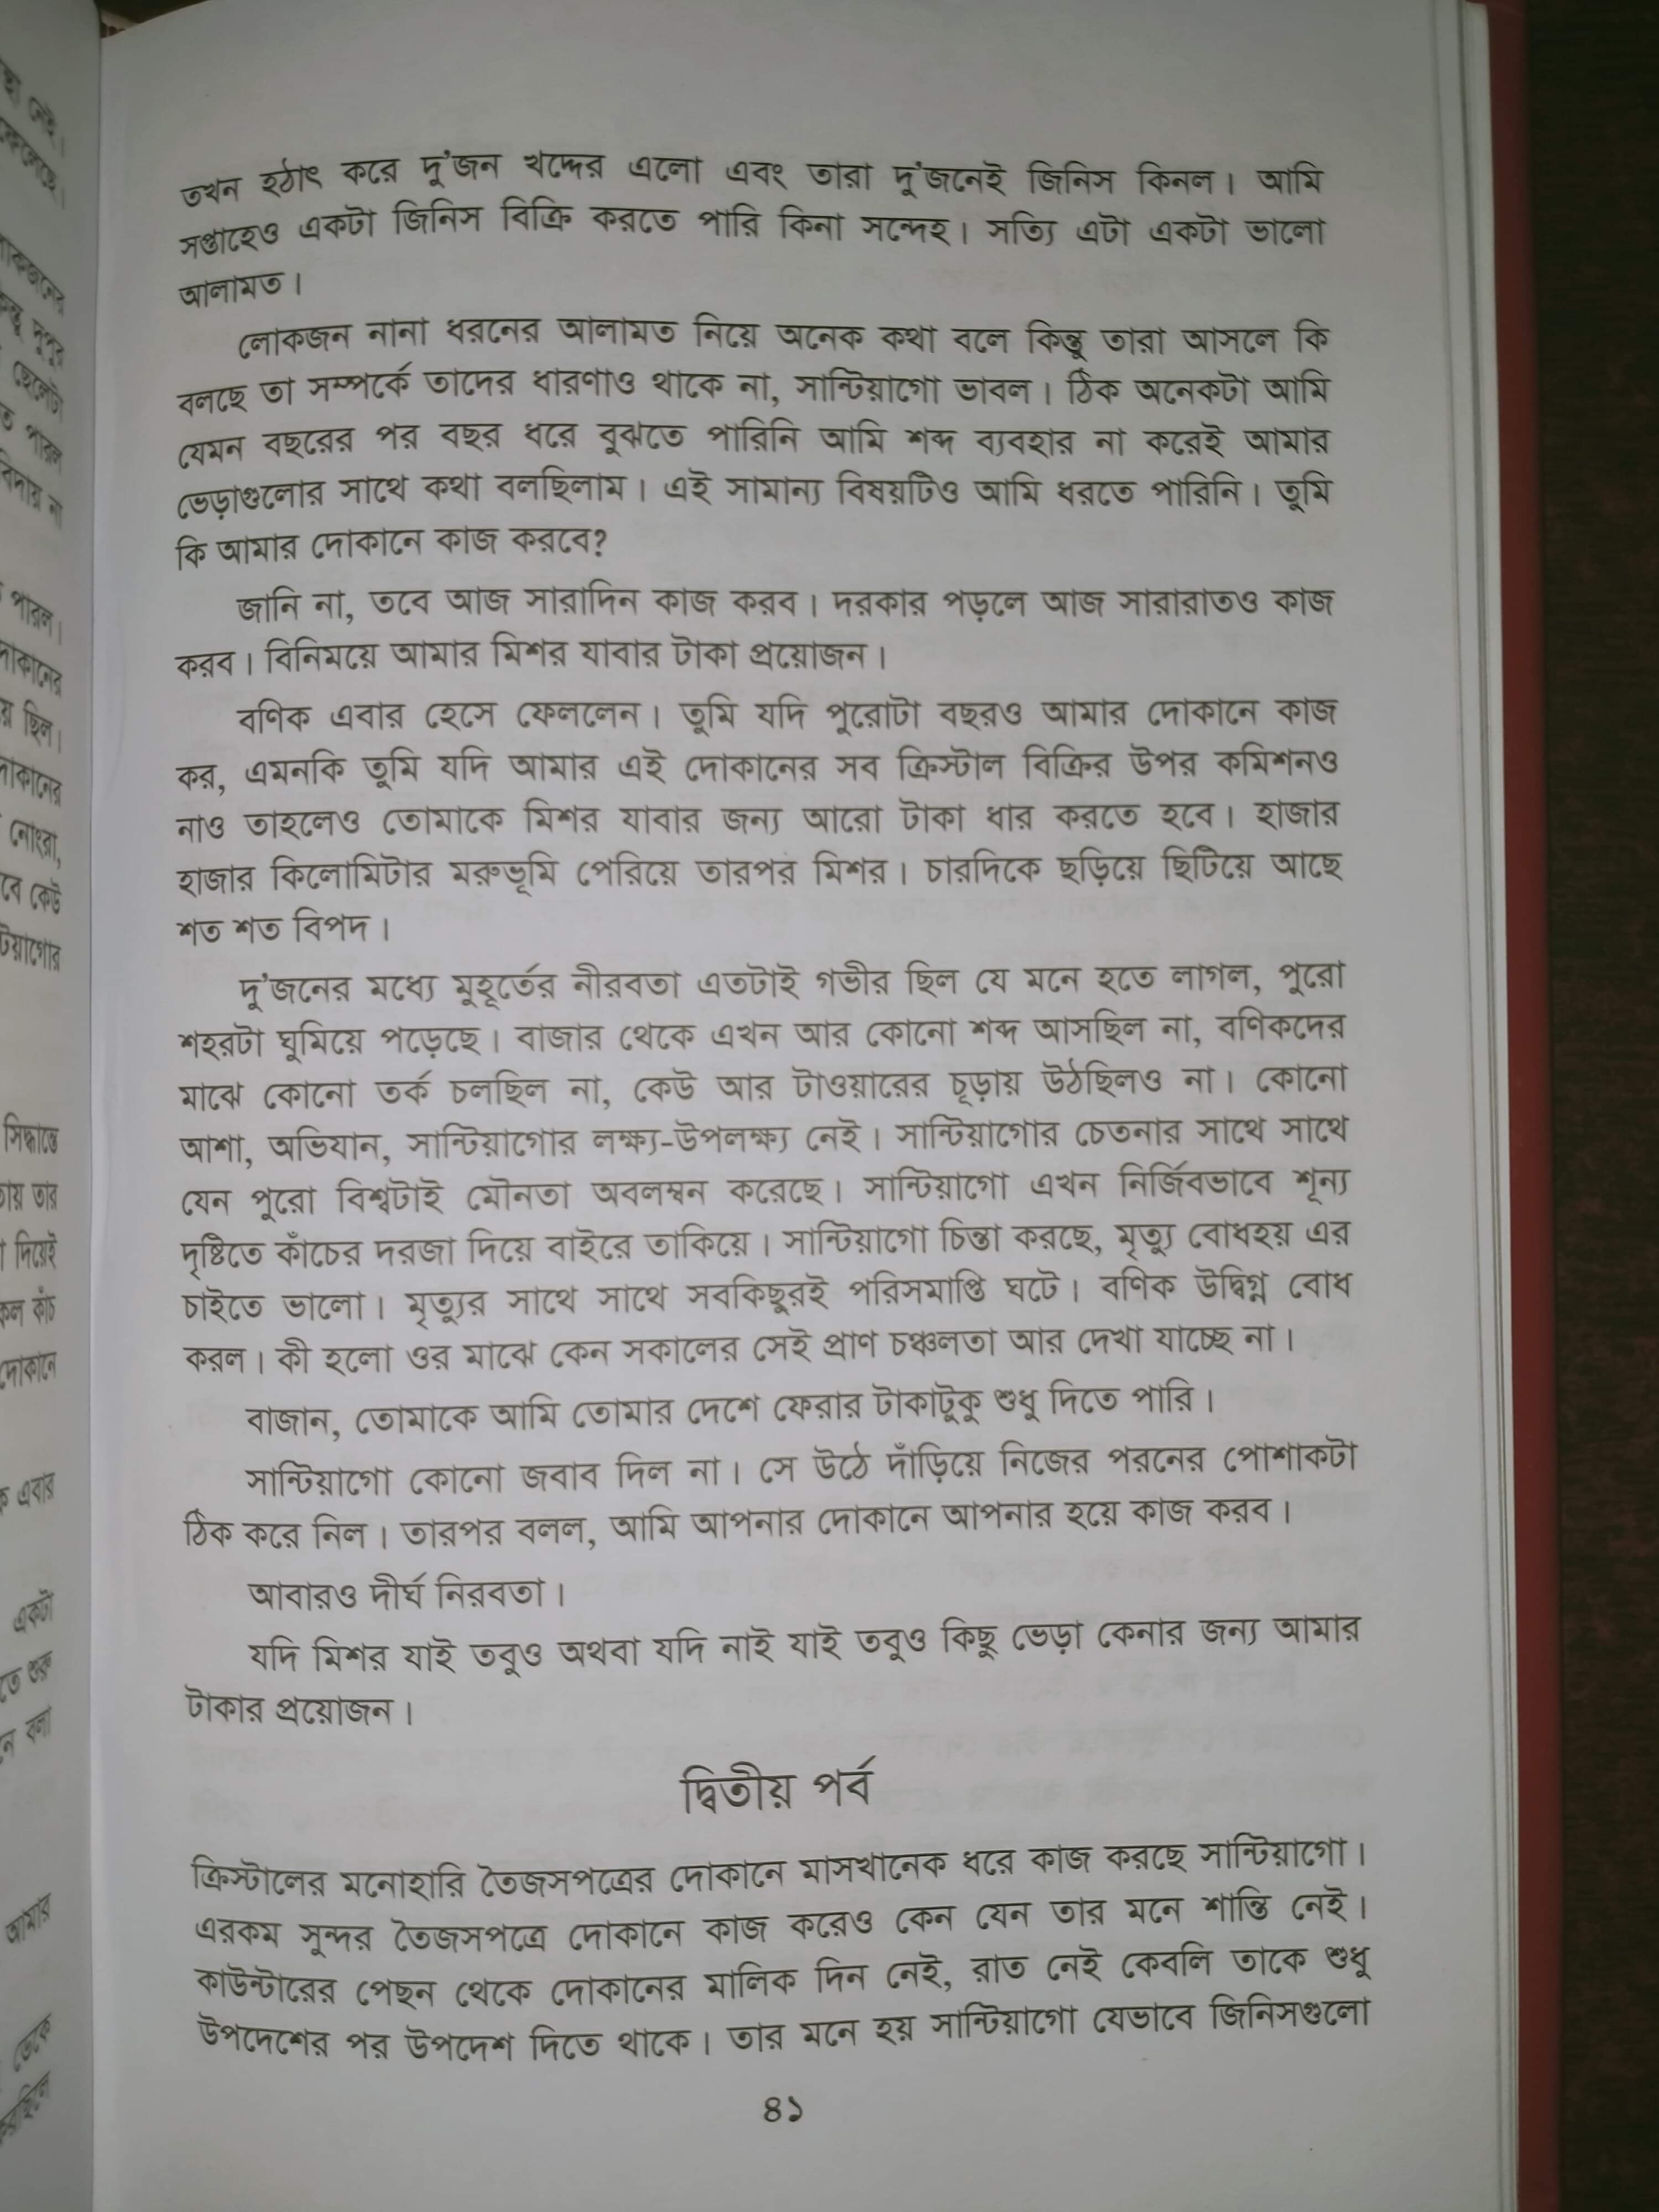 তখন হঠাৎ করে দু'জন খদ্দের এলো এবং তারা দু'জনেই জিনিস কিনল। আমি
সপ্তাহেও একটা জিনিস বিক্রি করতে পারি কিনা সন্দেহ। সত্যি এটা একটা ভালো
আলামত।
লোকজন নানা ধরনের আলামত নিয়ে অনেক কথা বলে কিন্তু তারা আসলে কি
বলছে তা সম্পর্কে তাদের ধারণাও থাকে না, সান্টিয়াগো ভাবল। ঠিক অনেকটা আমি
যেমন বছরের পর বছর ধরে বুঝতে পারিনি আমি শব্দ ব্যবহার না করেই আমার
ভেড়াগুলোর সাথে কথা বলছিলাম। এই সামান্য বিষয়টিও আমি ধরতে পারিনি। তুমি
কি আমার দোকানে কাজ করবে?
জানি না, তবে আজ সারাদিন কাজ করব। দরকার পড়লে আজ সারারাতও কাজ
করব। বিনিময়ে আমার মিশর যাবার টাকা প্রয়োজন।
বণিক এবার হেসে ফেললেন। তুমি যদি পুরোটা বছরও আমার দোকানে কাজ
কর, এমনকি তুমি যদি আমার এই দোকানের সব ক্রিস্টাল বিক্রির উপর কমিশনও
নাও তাহলেও তোমাকে মিশর যাবার জন্য আরো টাকা ধার করতে হবে। হাজার
হাজার কিলোমিটার মরুভূমি পেরিয়ে তারপর মিশর। চারদিকে ছড়িয়ে ছিটিয়ে আছে
শত শত বিপদ।
দু'জনের মধ্যে মুহূর্তের নীরবতা এতটাই গভীর ছিল যে মনে হতে লাগল, পুরো
শহরটা ঘুমিয়ে পড়েছে। বাজার থেকে এখন আর কোনো শব্দ আসছিল না, বণিকদের
মাঝে কোনো তর্ক চলছিল না, কেউ আর টাওয়ারের চূড়ায় উঠছিলও না। কোনো
আশা, অভিযান, সান্টিয়াগোর লক্ষ্য-উপলক্ষ্য নেই। সান্টিয়াগোর চেতনার সাথে সাথে
যেন পুরো বিশ্বটাই মৌনতা অবলম্বন করেছে। সান্টিয়াগো এখন নির্জিবভাবে শূন্য
দৃষ্টিতে কাঁচের দরজা দিয়ে বাইরে তাকিয়ে। সান্টিয়াগো চিন্তা করছে, মৃত্যু বোধহয় এর
চাইতে ভালো। মৃত্যুর সাথে সাথে সবকিছুরই পরিসমাপ্তি ঘটে। বণিক উদ্বিগ্ন বোধ
করল। কী হলো ওর মাঝে কেন সকালের সেই প্রাণ চঞ্চলতা আর দেখা যাচ্ছে না।
বাজান, তোমাকে আমি তোমার দেশে ফেরার টাকাটুকু শুধু দিতে পারি।
সান্টিয়াগো কোনো জবাব দিল না। সে উঠে দাঁড়িয়ে নিজের পরনের পোশাকটা
ঠিক করে নিল। তারপর বলল, আমি আপনার দোকানে আপনার হয়ে কাজ করব।
আবারও দীর্ঘ নিরবতা।
যদি মিশর যাই তবুও অথবা যদি নাই যাই তবুও কিছু ভেড়া কেনার জন্য আমার
টাকার প্রয়োজন।
দ্বিতীয় পর্ব
ক্রিস্টালের মনোহারি তৈজসপত্রের দোকানে মাসখানেক ধরে কাজ করছে সান্টিয়াগো।
এরকম সুন্দর তৈজসপত্রে দোকানে কাজ করেও কেন যেন তার মনে শান্তি নেই।
কাউন্টারের পেছন থেকে দোকানের মালিক দিন নেই, রাত নেই কেবলি তাকে শুধু
উপদেশের পর উপদেশ দিতে থাকে। তার মনে হয় সান্টিয়াগো যেভাবে জিনিসগুলো
৪১